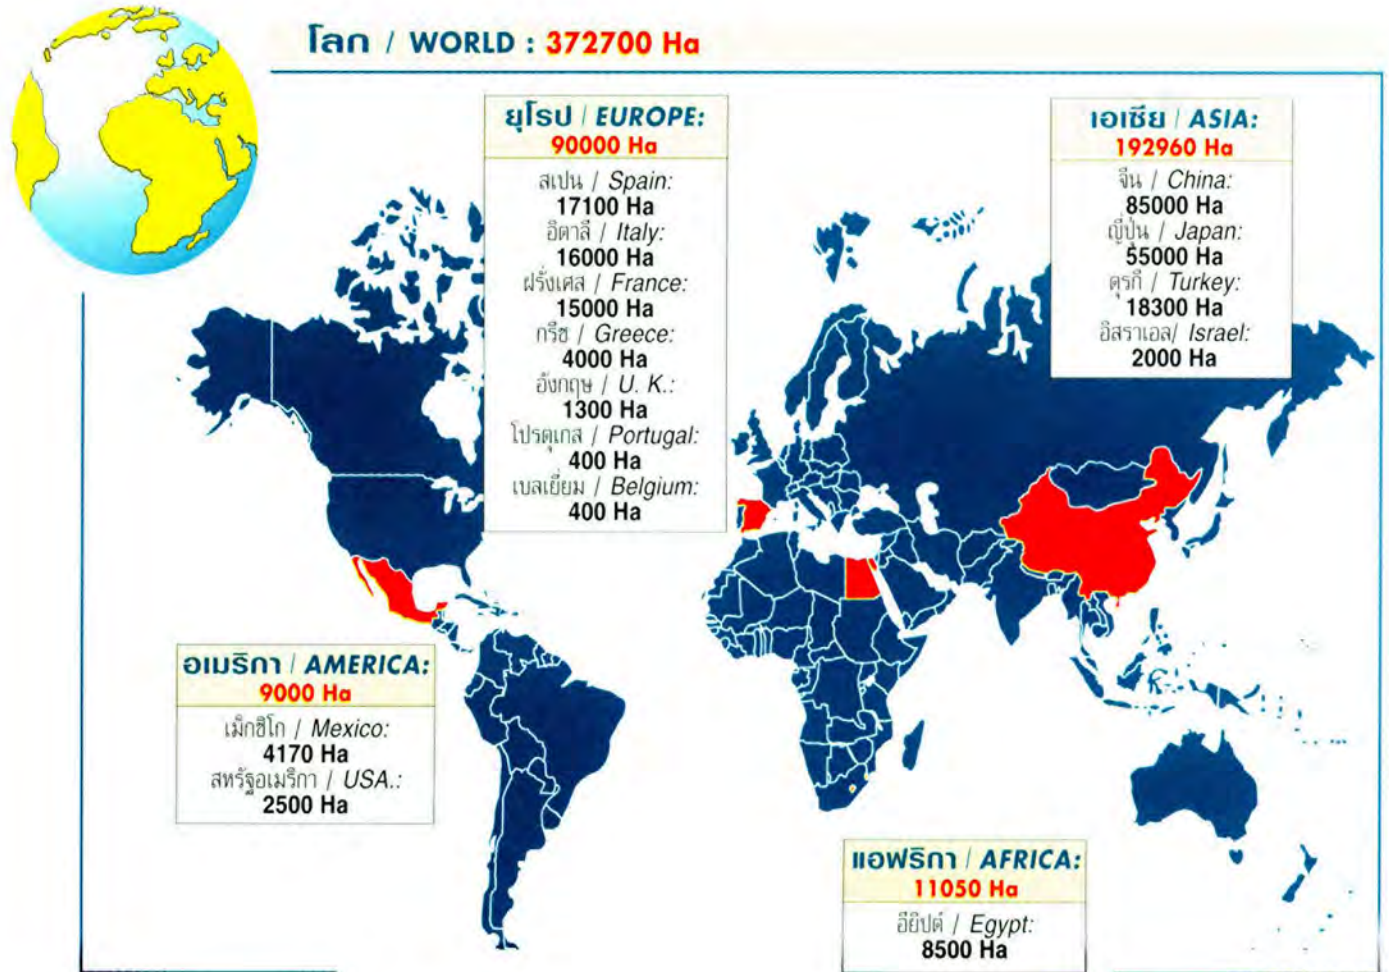 โลก / WORLD : 372700 Ha
ยุโรป / EUROPE:
90000 Ha
สเปน / Spain:
17100 Ha
อิตาลี / Italy:
16000 Ha
ฝรั่งเศส / France:
15000 Ha
กรีซ / Greece:
4000 Ha
อังกฤษ / U. K.:
1300 Ha
โปรตุเกส / Portugal:
400 Ha
เบลเยี่ยม / Belgium:
400 Ha
เอเซีย / ASIA:
192960 Ha
จีน / China:
85000 Ha
ญี่ปุ่น / Japan:
55000 Ha
ตุรกี / Turkey:
18300 Ha
อิสราเอล/ Israel:
2000 Ha
อเมริกา / AMERICA:
9000 Ha
เม็กซิโก / Mexico:
4170 Ha
สหรัฐอเมริกา / USA.:
2500 Ha
แอฟริกา / AFRICA:
11050 Ha
อียิปต์ / Egypt:
8500 Ha